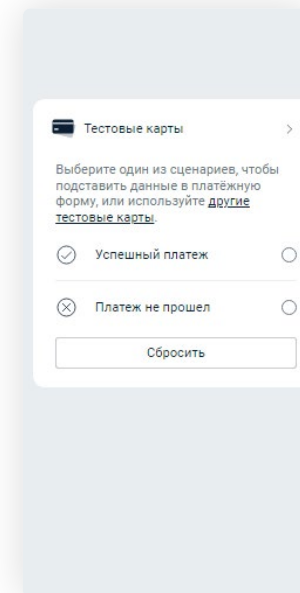 Тестовые карты
Выберите один из сценариев, чтобы
подставить данные в платёжную
форму, или используйте другие
тестовые карты.
Успешный платеж
Платеж не прошел
Сбросить